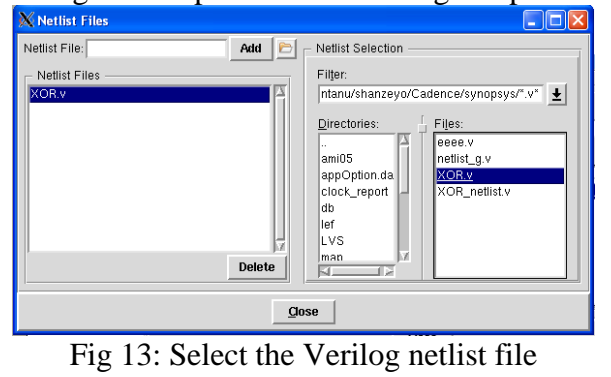 Netlist Files
Netlist File:
Add
Netlist Files
XOR.v
Delete
Netlist Selection
Filter:
ntanu/shanzeyo/Cadence/synopsys/*.v*
Directories:
..
ami05
appOption.da
clock_report
db
lef
LVS
map
Files:
eeee.v
netlist_g.v
XOR.v
XOR_netlist.v
Close
Fig 13: Select the Verilog netlist file